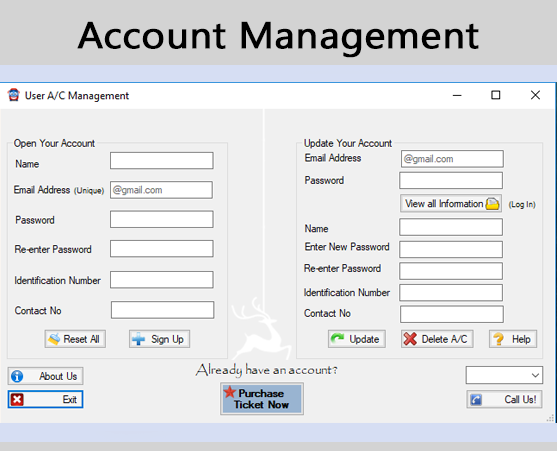 Account Management
User A/C Management
Open Your Account
Name
Email Address (Unique) @gmail.com
Password
Re-enter Password
Identification Number
Contact No
Reset All
Sign Up
Update Your Account
Email Address @gmail.com
Password
View all Information (Log In)
Name
Enter New Password
Re-enter Password
Identification Number
Contact No
Update
Delete A/C
Help
Already have an account?
About Us
Exit
Purchase
Ticket Now
Call Us!